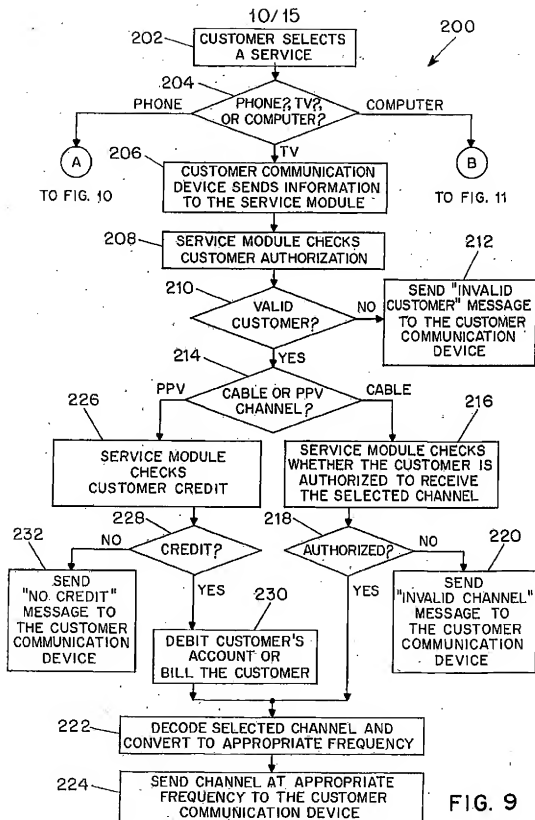 10/15
200
202
CUSTOMER SELECTS
A SERVICE
204
PHONE?, TV?,
OR COMPUTER?
PHONE
COMPUTER
TV
A
TO FIG. 10
B
TO FIG. 11
206
CUSTOMER COMMUNICATION
DEVICE SENDS INFORMATION
TO THE SERVICE MODULE
208
SERVICE MODULE CHECKS
CUSTOMER AUTHORIZATION
210
VALID
CUSTOMER?
NO
212
SEND "INVALID
CUSTOMER" MESSAGE
TO THE CUSTOMER
COMMUNICATION
DEVICE
YES
214
CABLE OR PPV
CHANNEL?
PPV
CABLE
226
SERVICE MODULE
CHECKS
CUSTOMER CREDIT
216
SERVICE MODULE CHECKS
WHETHER THE CUSTOMER IS
AUTHORIZED TO RECEIVE
THE SELECTED CHANNEL
228
CREDIT?
NO
232
SEND
"NO CREDIT"
MESSAGE TO
THE CUSTOMER
COMMUNICATION
DEVICE
YES
218
AUTHORIZED?
NO
220
SEND
"INVALID CHANNEL"
MESSAGE TO
THE CUSTOMER
COMMUNICATION
DEVICE
YES
230
DEBIT CUSTOMER'S
ACCOUNT OR
BILL THE CUSTOMER
222
DECODE SELECTED CHANNEL AND
CONVERT TO APPROPRIATE FREQUENCY
224
SEND CHANNEL AT APPROPRIATE
FREQUENCY TO THE CUSTOMER
COMMUNICATION DEVICE
FIG. 9